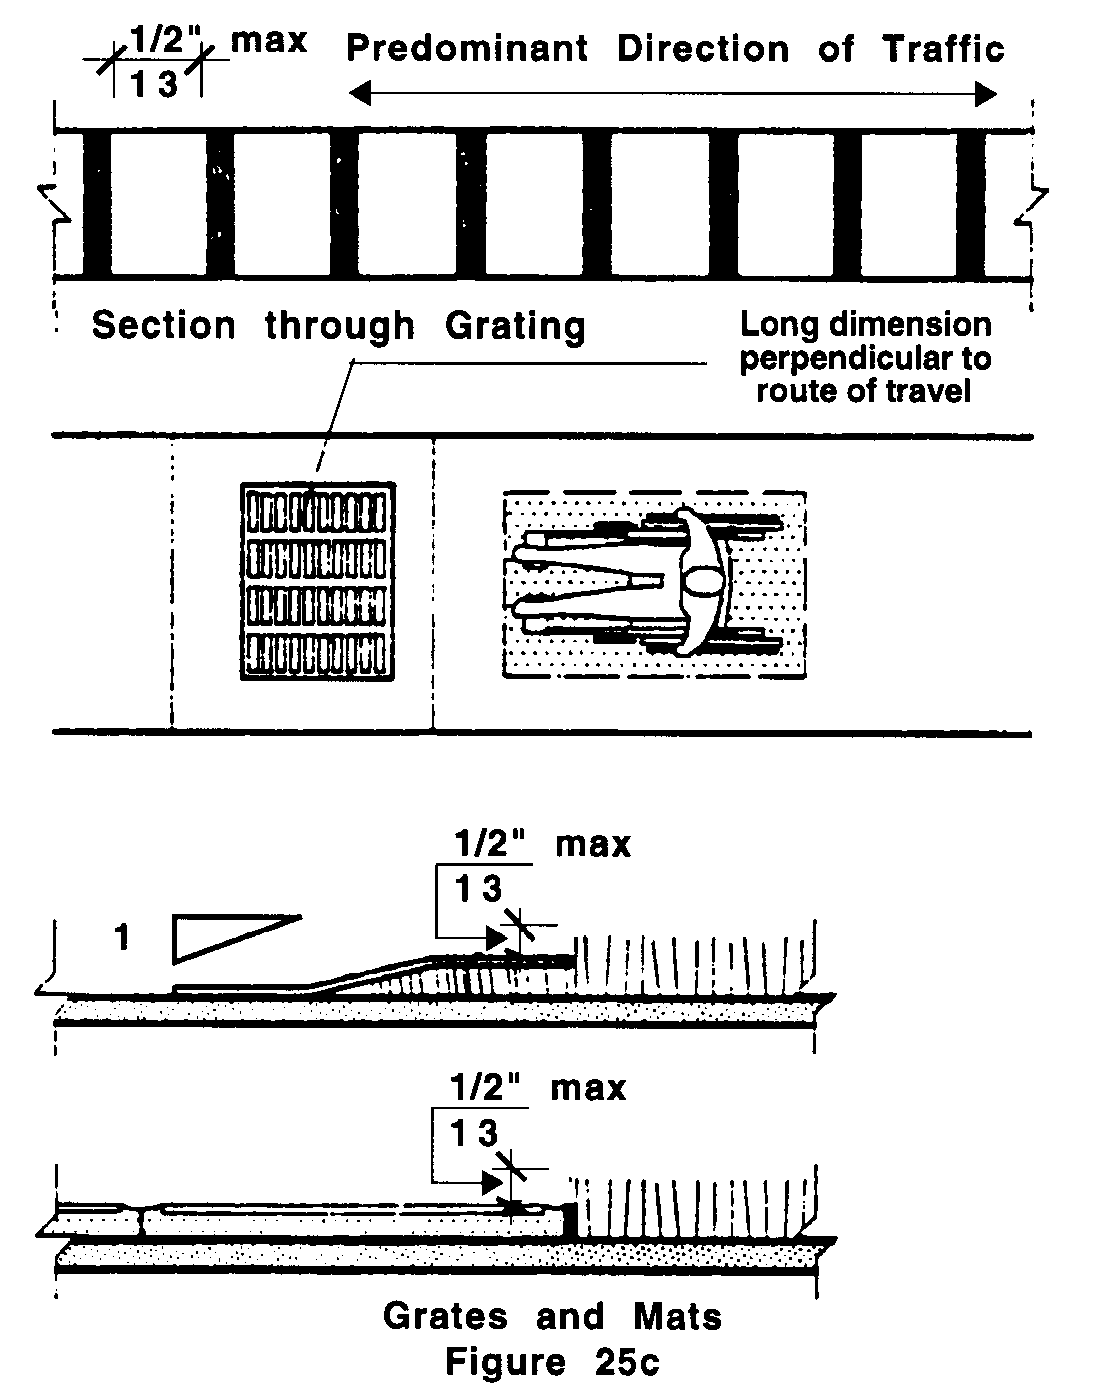 1/2" max
13
Predominant Direction of Traffic
Section through Grating
Long dimension
perpendicular to
route of travel
1/2" max
13
1
1/2" max
13
Grates and Mats
Figure 25c